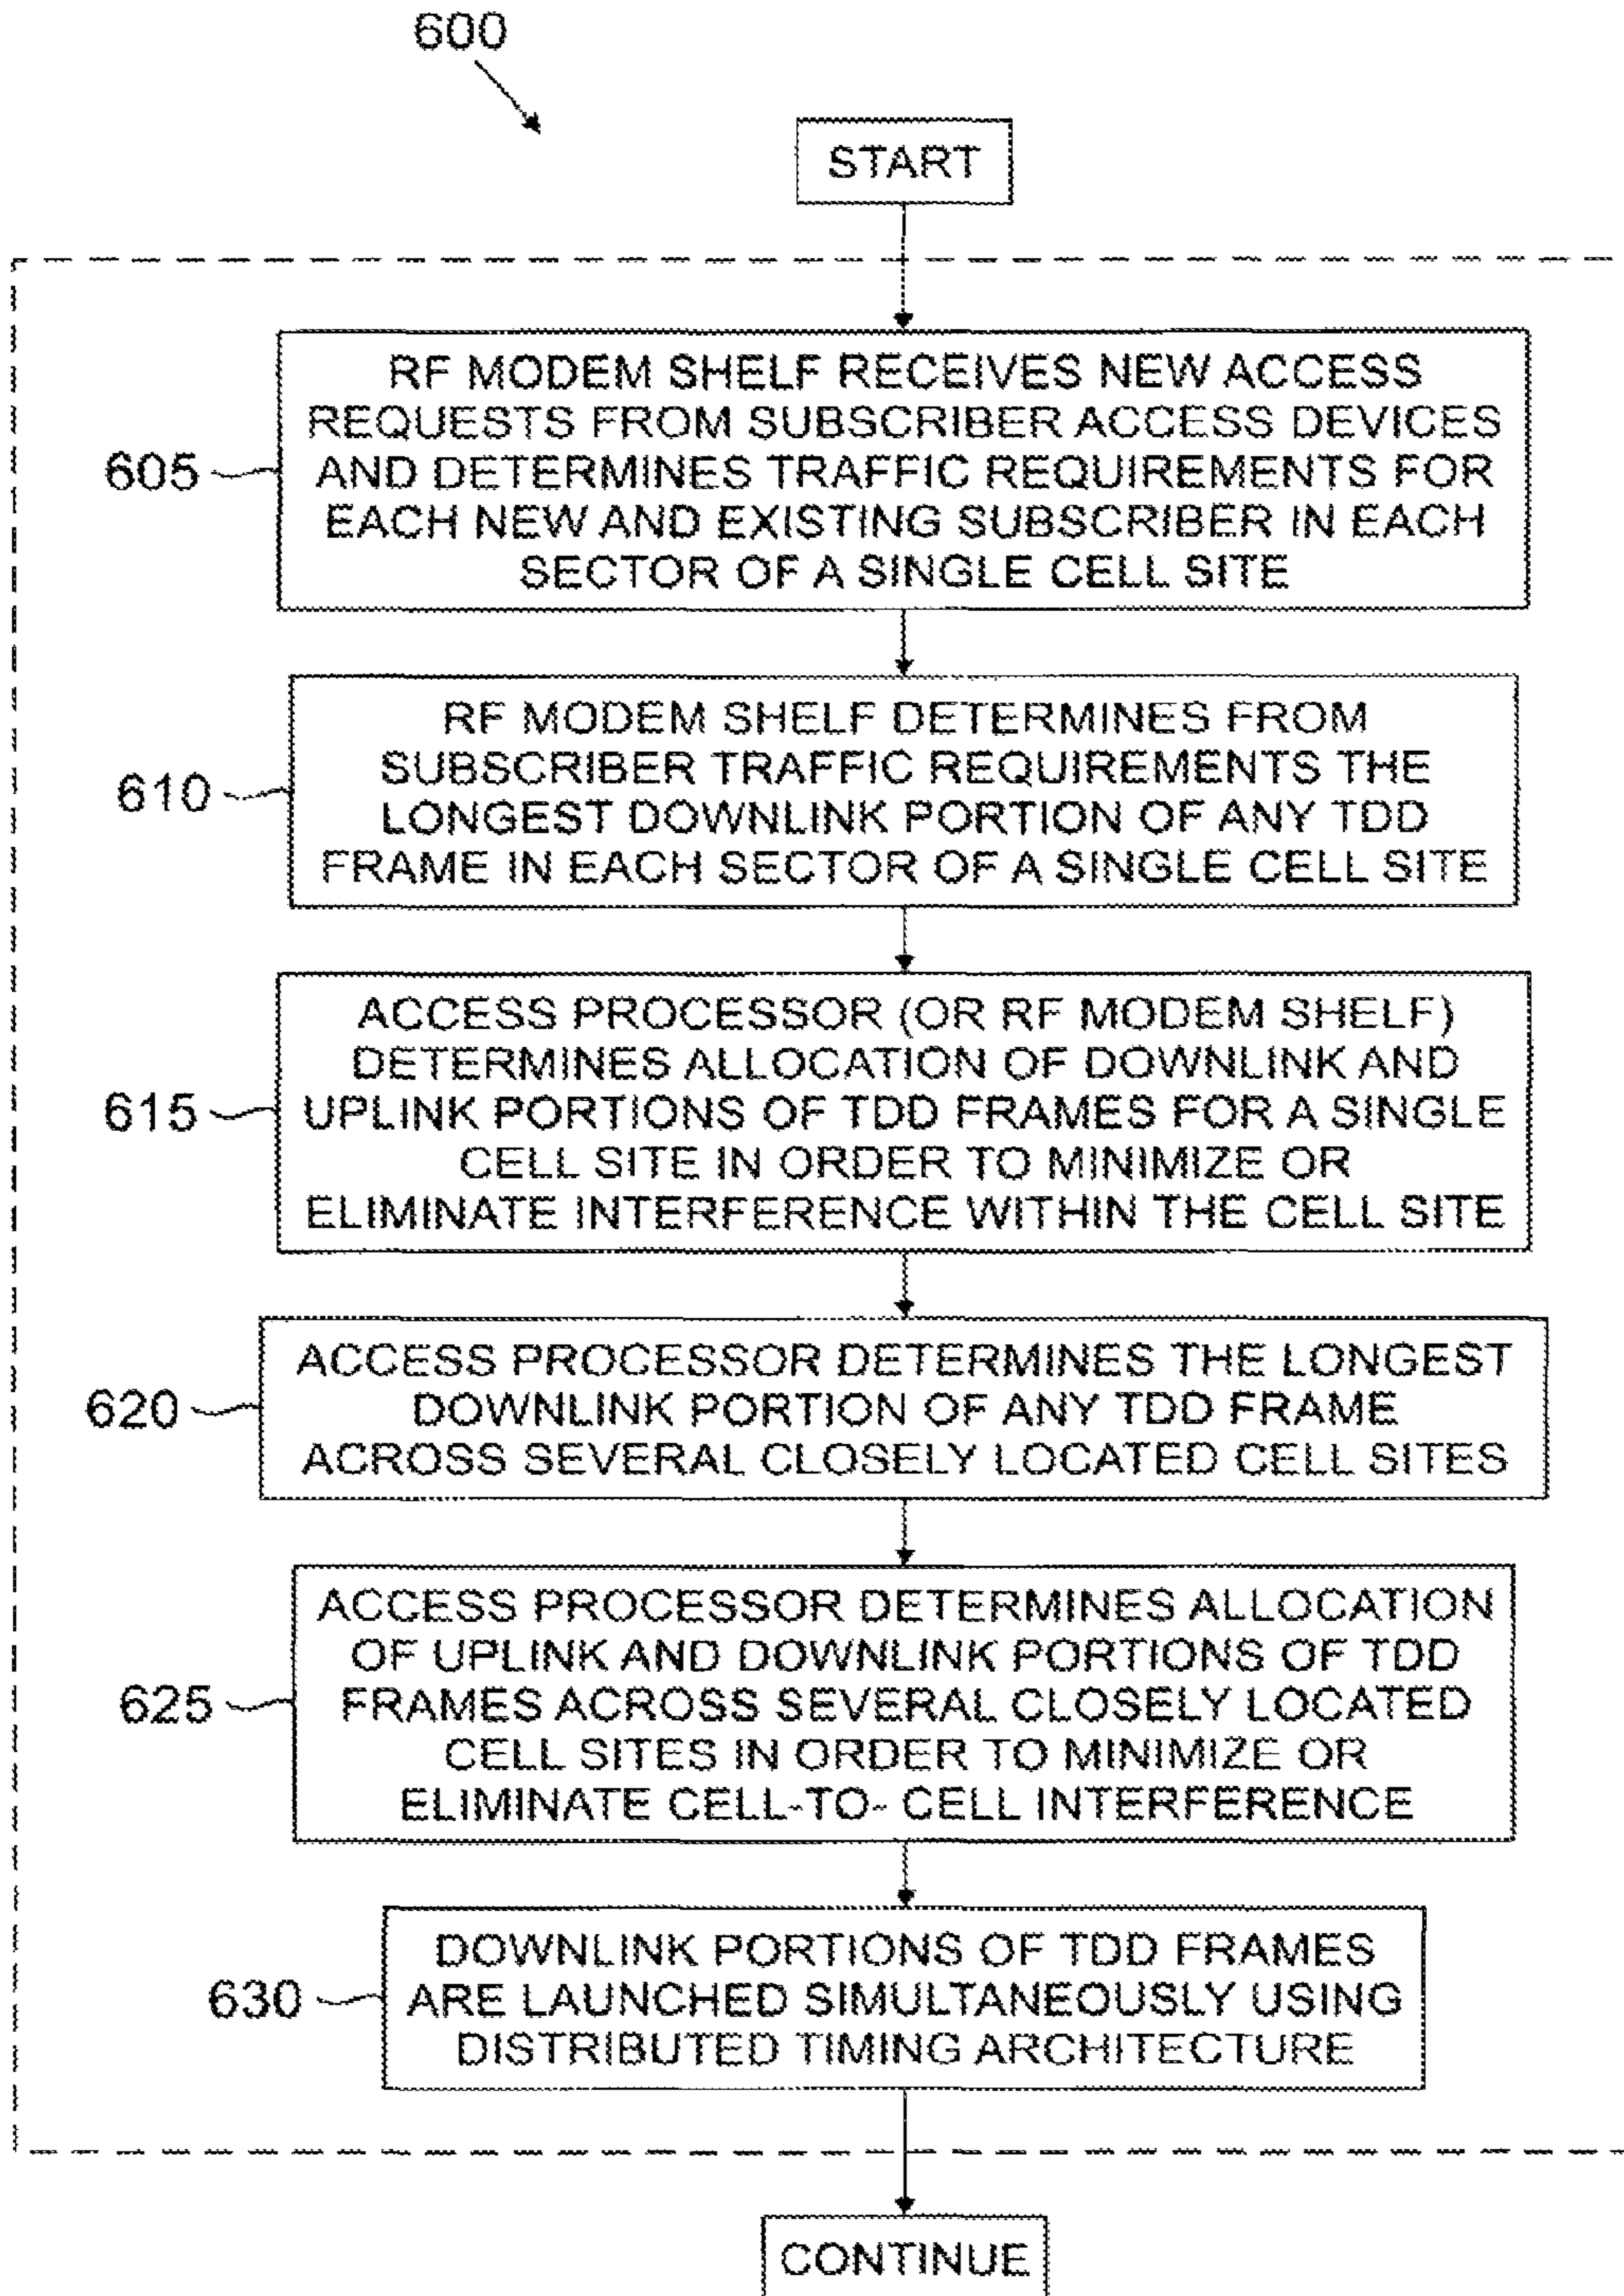 600
START
605
RF MODEM SHELF RECEIVES NEW ACCESS
REQUESTS FROM SUBSCRIBER ACCESS DEVICES
AND DETERMINES TRAFFIC REQUIREMENTS FOR
EACH NEW AND EXISTING SUBSCRIBER IN EACH
SECTOR OF A SINGLE CELL SITE
610
RF MODEM SHELF DETERMINES FROM
SUBSCRIBER TRAFFIC REQUIREMENTS THE
LONGEST DOWNLINK PORTION OF ANY TDD
FRAME IN EACH SECTOR OF A SINGLE CELL SITE
615
ACCESS PROCESSOR (OR RF MODEM SHELF)
DETERMINES ALLOCATION OF DOWNLINK AND
UPLINK PORTIONS OF TDD FRAMES FOR A SINGLE
CELL SITE IN ORDER TO MINIMIZE OR
ELIMINATE INTERFERENCE WITHIN THE CELL SITE
620
ACCESS PROCESSOR DETERMINES THE LONGEST
DOWNLINK PORTION OF ANY TDD FRAME
ACROSS SEVERAL CLOSELY LOCATED CELL SITES
625
ACCESS PROCESSOR DETERMINES ALLOCATION
OF UPLINK AND DOWNLINK PORTIONS OF TDD
FRAMES ACROSS SEVERAL CLOSELY LOCATED
CELL SITES IN ORDER TO MINIMIZE OR
ELIMINATE CELL-TO- CELL INTERFERENCE
630
DOWNLINK PORTIONS OF TDD FRAMES
ARE LAUNCHED SIMULTANEOUSLY USING
DISTRIBUTED TIMING ARCHITECTURE
CONTINUE